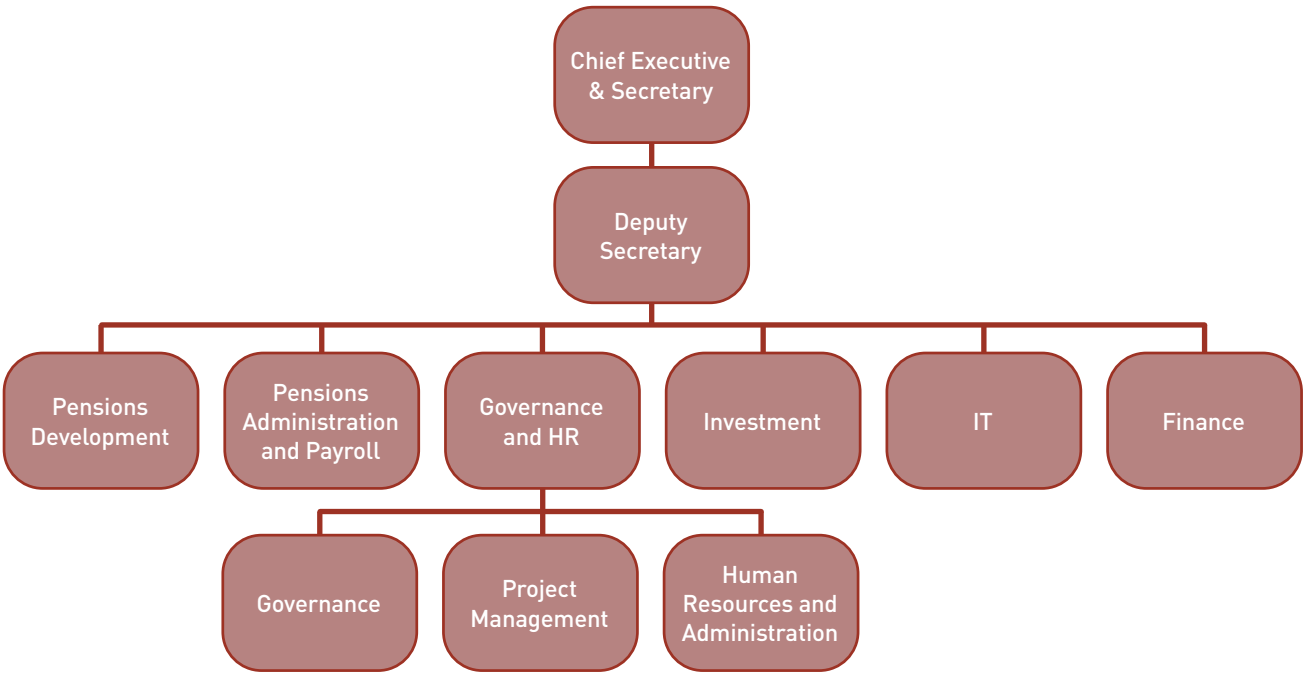 Chief Executive
& Secretary
Deputy
Secretary
Pensions
Development
Pensions
Administration
and Payroll
Governance
and HR
Investment
IT
Finance
Governance
Project
Management
Human
Resources and
Administration